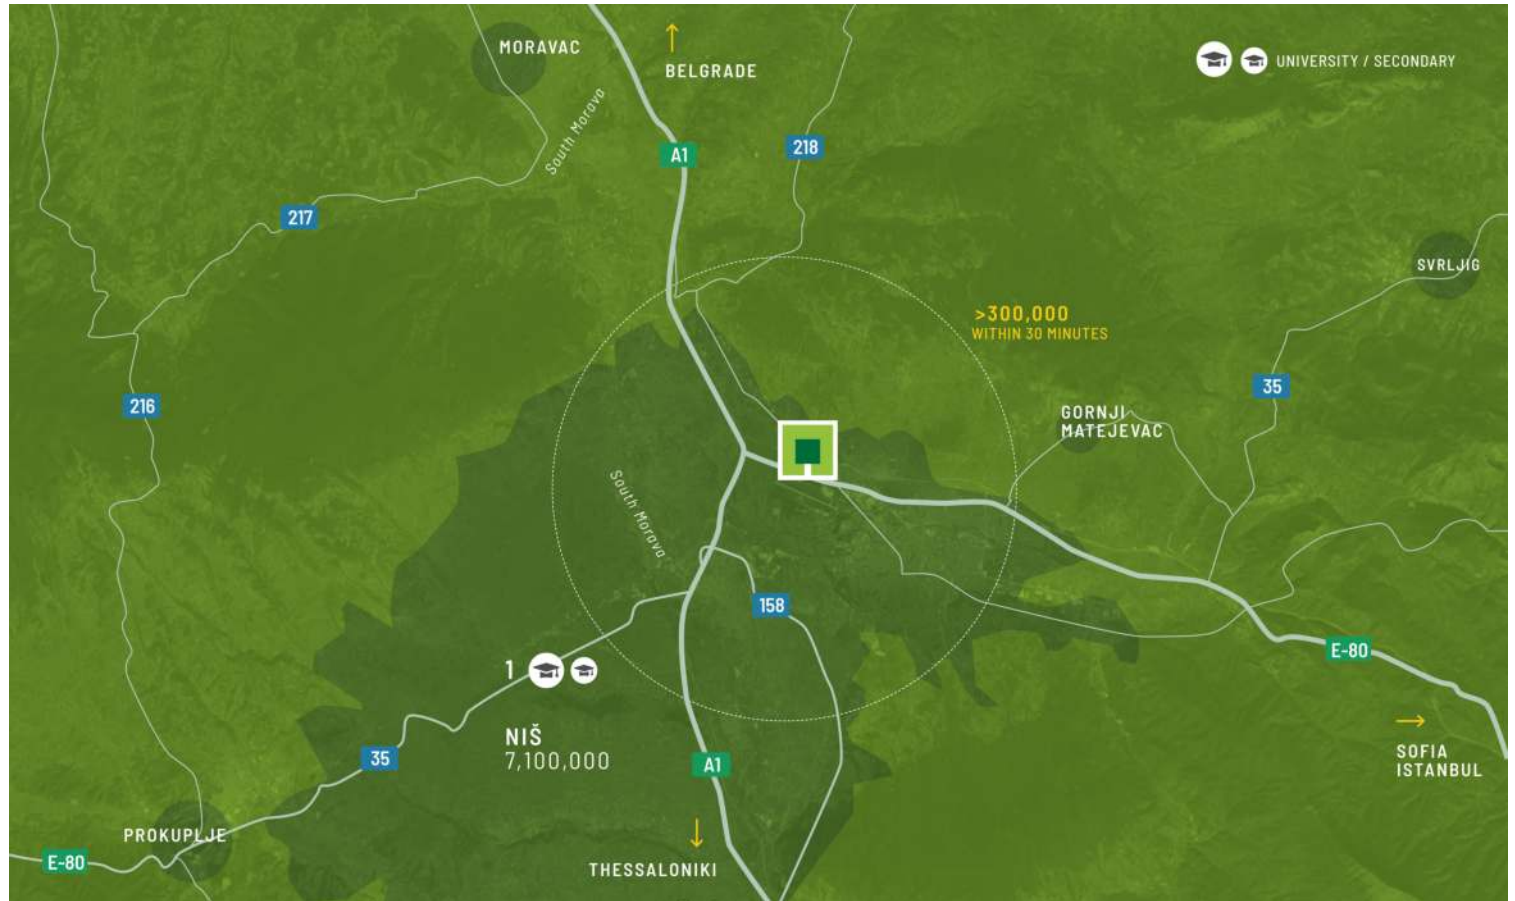 MORAVAC
BELGRADE
UNIVERSITY / SECONDARY
South Morava
A1
218
217
SVRLJIG
>300,000
WITHIN 30 MINUTES
35
216
GORNJI
MATEJEVAC
South Morava
158
E-80
1
NIŠ
7,100,000
35
A1
SOFIA
ISTANBUL
PROKUPLJE
E-80
THESSALONIKI